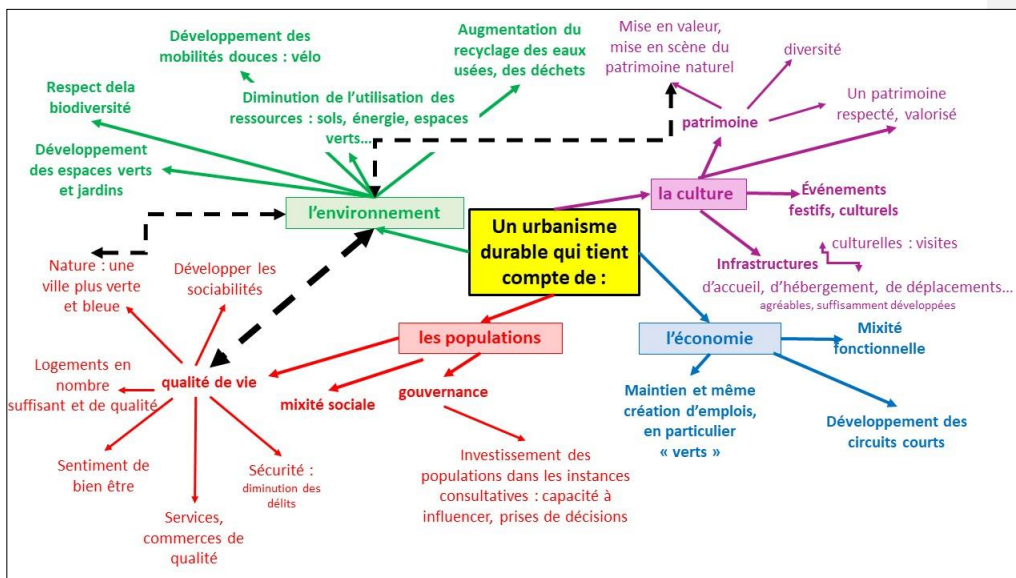 Un urbanisme
durable qui tient
compte de :
l'environnement
Développement des
mobilités douces : vélo
Augmentation du
recyclage des eaux
usées, des déchets
Respect dela
biodiversité
Diminution de l'utilisation des
ressources : sols, énergie, espaces
verts…
Développement
des espaces verts
et jardins
la culture
Mise en valeur,
mise en scène du
patrimoine naturel
diversité
patrimoine
Un patrimoine
respecté, valorisé
Événements
festifs, culturels
Infrastructures
culturelles : visites
d'accueil, d'hébergement, de déplacements…
agréables, suffisamment développées
les populations
qualité de vie
Nature : une
ville plus verte
et bleue
Développer les
sociabilités
Logements en
nombre
suffisant et de qualité
Sentiment de
bien être
Services,
commerces de
qualité
Sécurité :
diminution des
délits
mixité sociale
gouvernance
Investissement des
populations dans les instances
consultatives : capacité à
influencer, prises de décisions
l'économie
Mixité
fonctionnelle
Maintien et même
création d'emplois,
en particulier
« verts »
Développement des
circuits courts